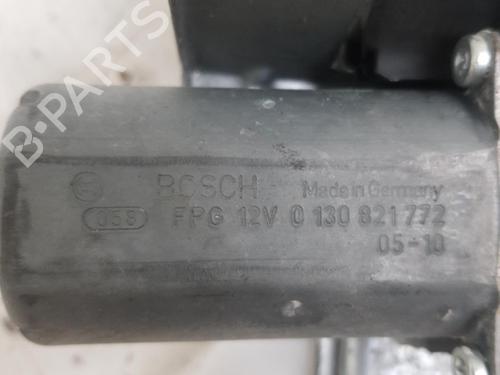 B-PARTS
BOSCH Made in Germany
058 FPG 12V 0 130 821 772
05-10